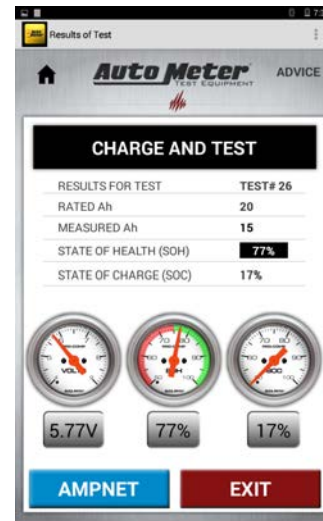 Results of Test
Auto Meter
TEST EQUIPMENT
ADVICE
CHARGE AND TEST
RESULTS FOR TEST TEST# 26
RATED Ah 20
MEASURED Ah 15
STATE OF HEALTH (SOH) 77%
STATE OF CHARGE (SOC) 17%
VOLT
SOC
5.77V 77% 17%
AMPNET EXIT